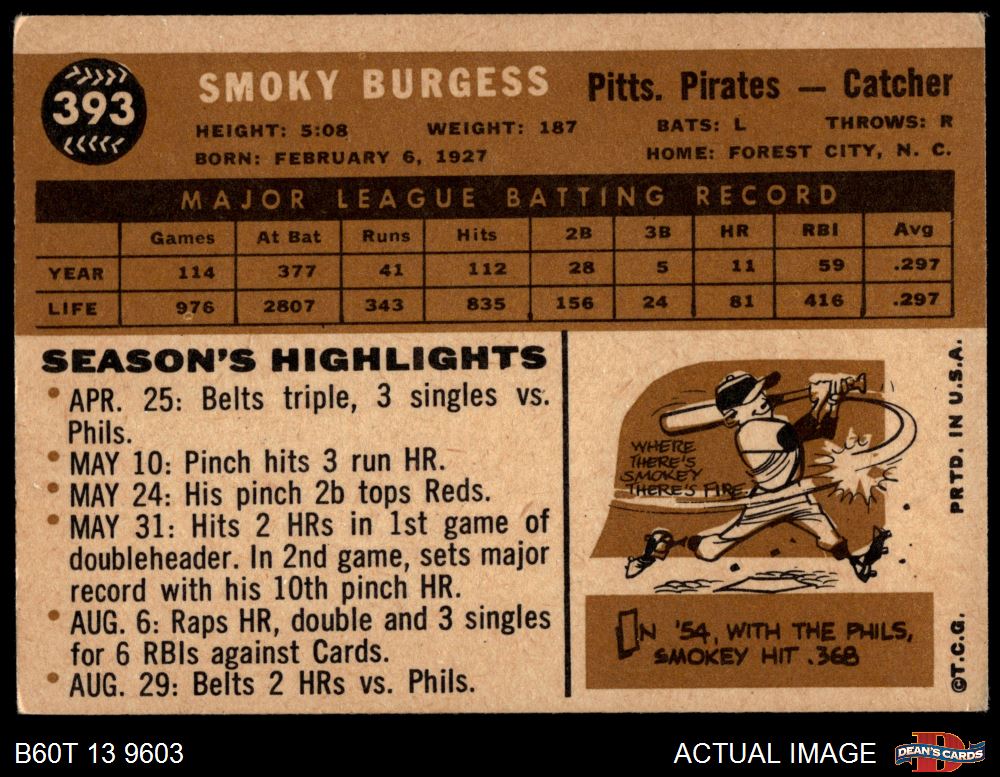 393
SMOKY BURGESS
Pitts. Pirates — Catcher
HEIGHT: 5:08 WEIGHT: 187 BATS: L THROWS: R
BORN: FEBRUARY 6, 1927 HOME: FOREST CITY, N. C.
MAJOR LEAGUE BATTING RECORD
Games At Bat Runs Hits 2B 3B HR RBI Avg
YEAR 114 377 41 112 28 5 11 59 .297
LIFE 976 2807 343 835 156 24 81 416 .297
SEASON'S HIGHLIGHTS
• APR. 25: Belts triple, 3 singles vs.
Phils.
• MAY 10: Pinch hits 3 run HR.
• MAY 24: His pinch 2b tops Reds.
• MAY 31: Hits 2 HRs in 1st game of
doubleheader. In 2nd game, sets major
record with his 10th pinch HR.
• AUG. 6: Raps HR, double and 3 singles
for 6 RBIs against Cards.
• AUG. 29: Belts 2 HRs vs. Phils.
WHERE
THERE'S
SMOKEY
THERE'S FIRE
IN '54, WITH THE PHILS,
SMOKEY HIT .368
PRTD. IN U.S.A.
©T.C.G.
B60T 13 9603
ACTUAL IMAGE
DEAN'S CARDS